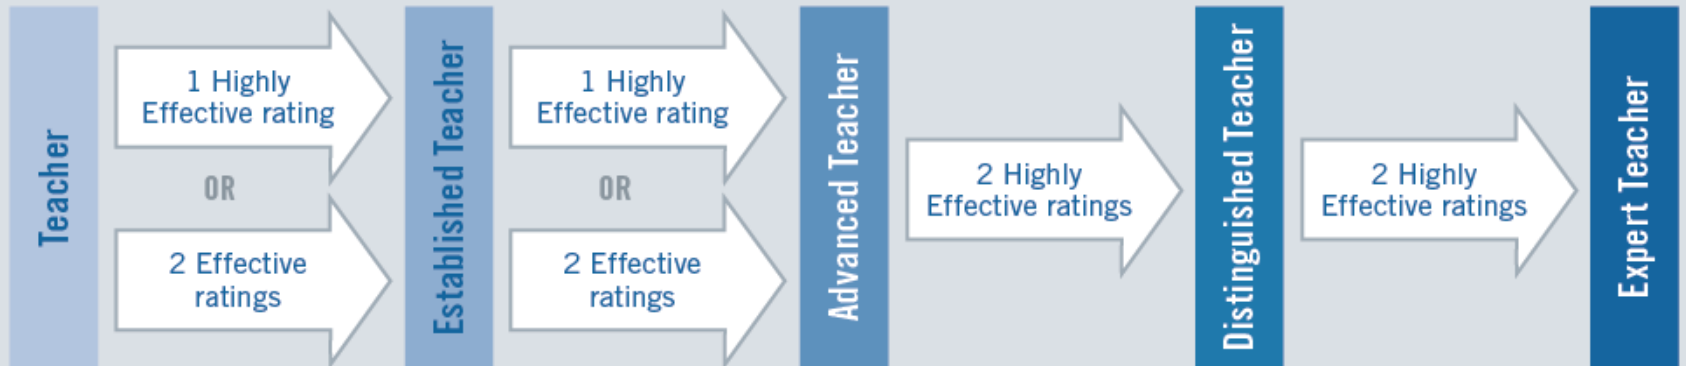 Teacher
1 Highly
Effective rating
OR
2 Effective
ratings
Established Teacher
1 Highly
Effective rating
OR
2 Effective
ratings
Advanced Teacher
2 Highly
Effective ratings
Distinguished Teacher
2 Highly
Effective ratings
Expert Teacher